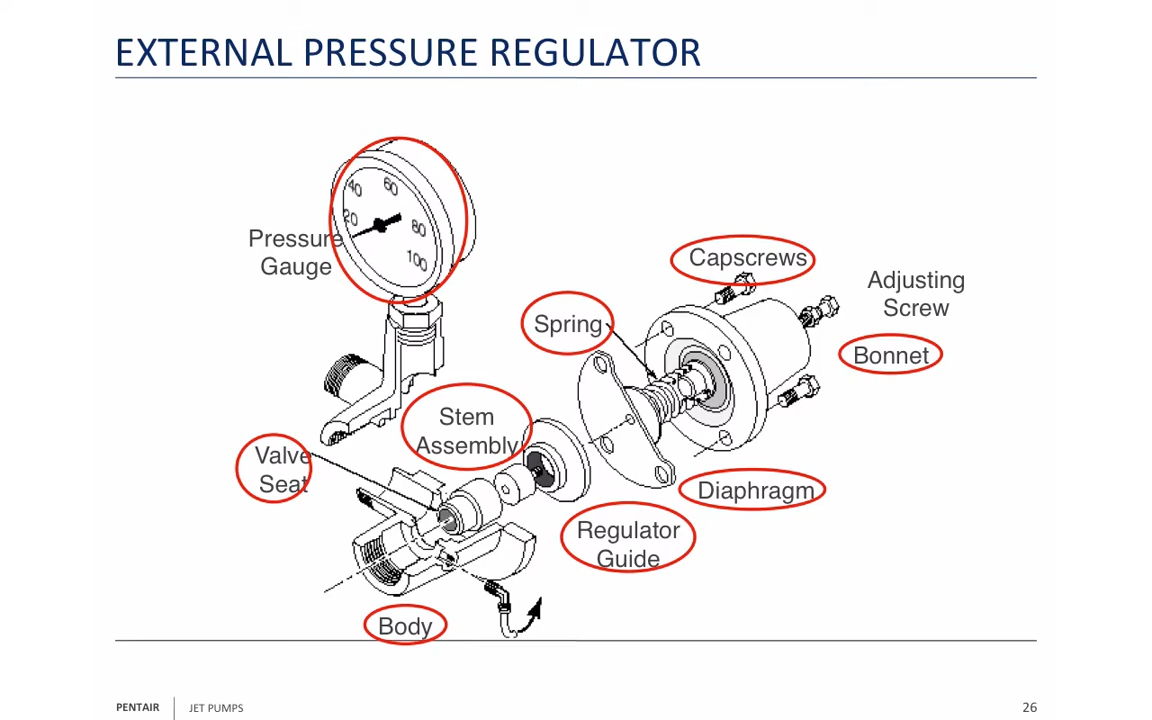 EXTERNAL PRESSURE REGULATOR
40
60
20
80
100
Pressure
Gauge
Capscrews
Adjusting
Screw
Spring
Bonnet
Stem
Assembly
Valve
Seat
Diaphragm
Regulator
Guide
Body
PENTAIR
JET PUMPS
26